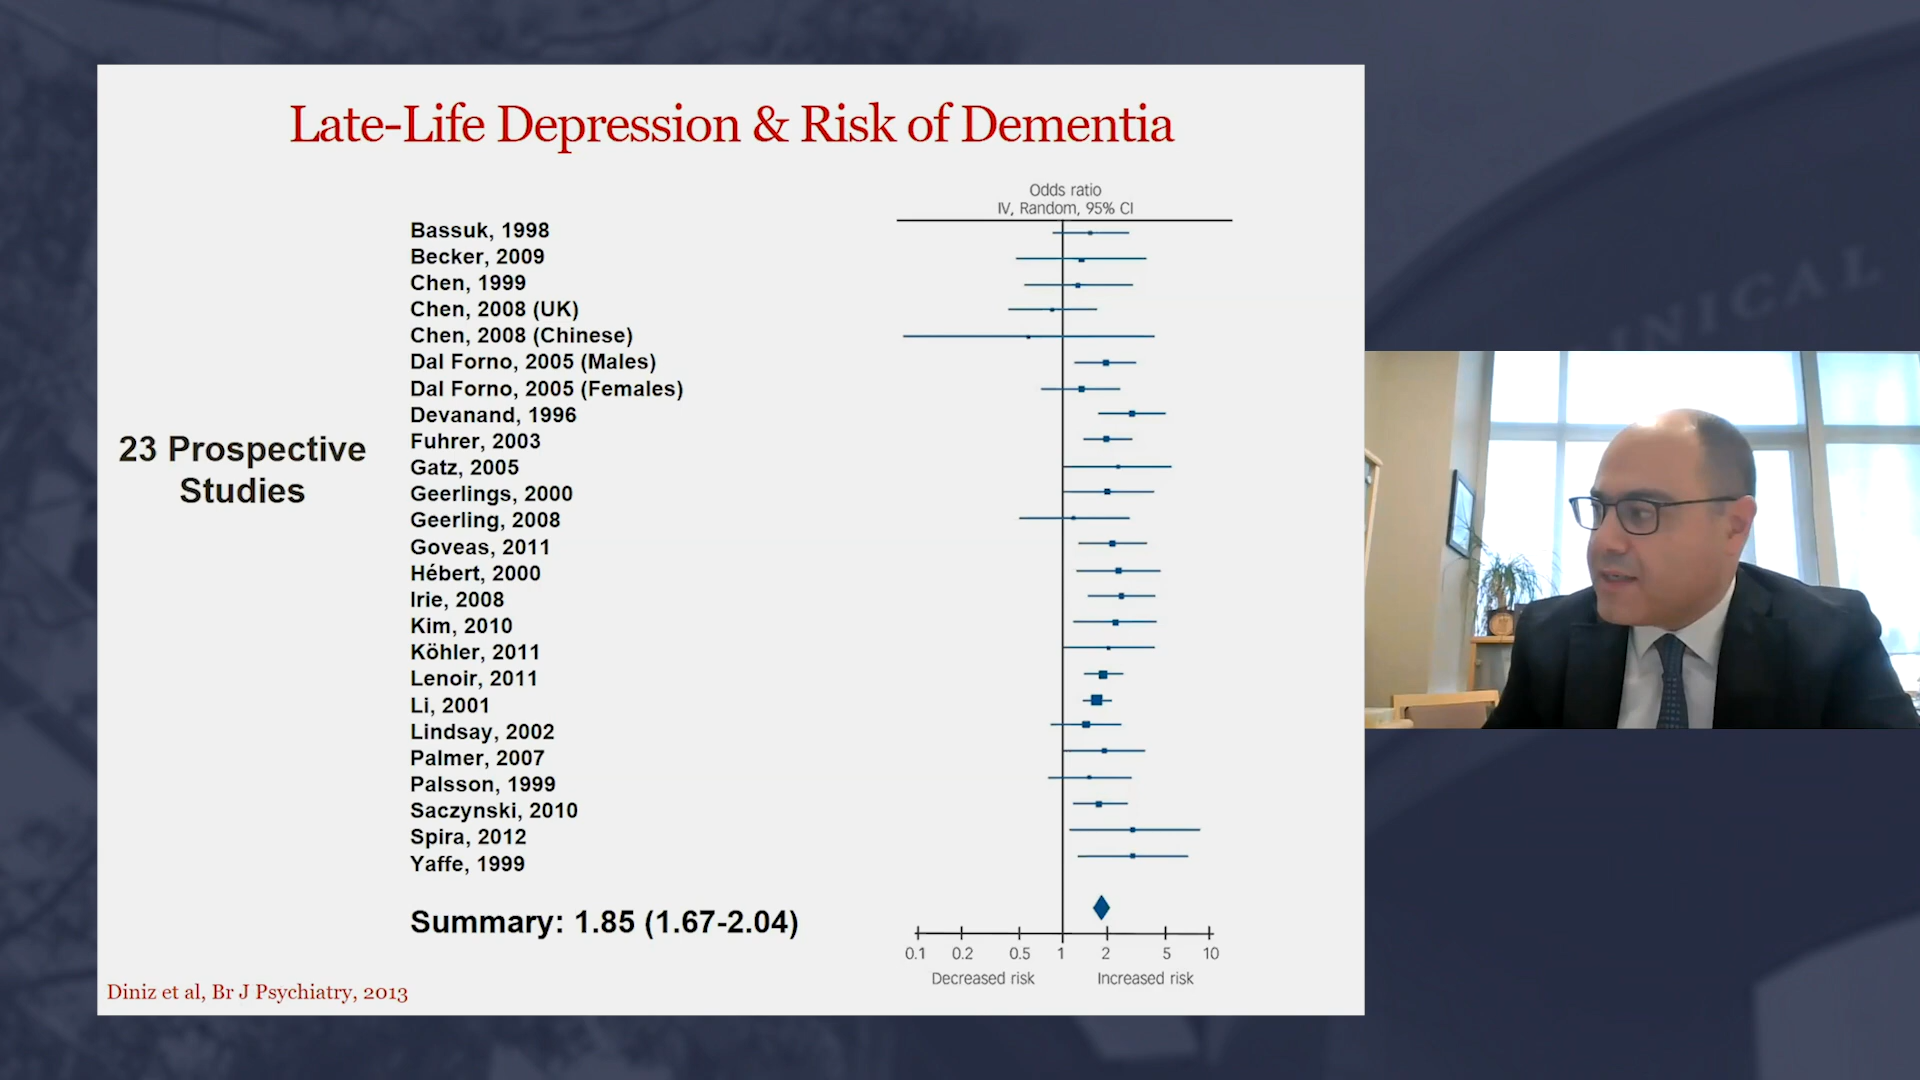 Late-Life Depression & Risk of Dementia
Odds ratio
IV, Random, 95% CI
23 Prospective
Studies
Bassuk, 1998
Becker, 2009
Chen, 1999
Chen, 2008 (UK)
Chen, 2008 (Chinese)
Dal Forno, 2005 (Males)
Dal Forno, 2005 (Females)
Devanand, 1996
Fuhrer, 2003
Gatz, 2005
Geerlings, 2000
Geerling, 2008
Goveas, 2011
Hébert, 2000
Irie, 2008
Kim, 2010
Köhler, 2011
Lenoir, 2011
Li, 2001
Lindsay, 2002
Palmer, 2007
Palsson, 1999
Saczynski, 2010
Spira, 2012
Yaffe, 1999
Summary: 1.85 (1.67-2.04)
0.1 0.2 0.5 1 2 5 10
Decreased risk Increased risk
Diniz et al, Br J Psychiatry, 2013